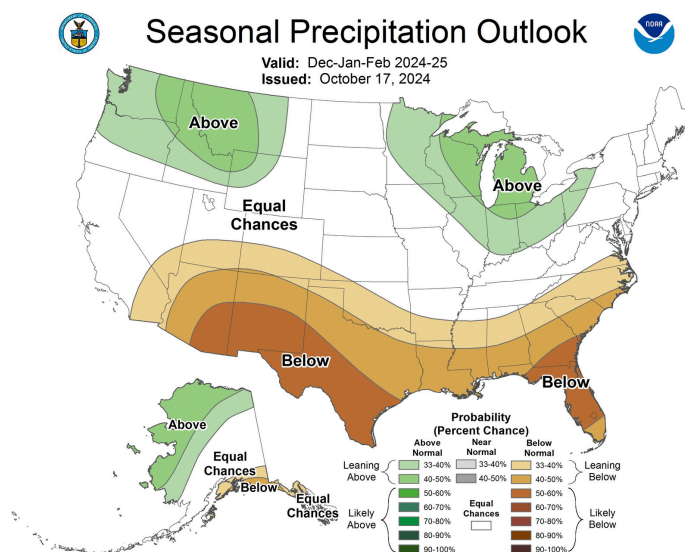 NOAA
Seasonal Precipitation Outlook
Valid: Dec-Jan-Feb 2024-25
Issued: October 17, 2024
Above
Above
Equal
Chances
Below
Below
Above
Equal
Chances
Below
Equal
Chances
Probability
(Percent Chance)
Above
Normal
Near
Normal
Below
Normal
Leaning
Above
33-40% 33-40% 33-40%
40-50% 40-50% 40-50%
Leaning
Below
Likely
Above
50-60% 50-60%
60-70% 60-70%
70-80% 70-80%
80-90% 80-90%
90-100% 90-100%
Equal
Chances
Likely
Below